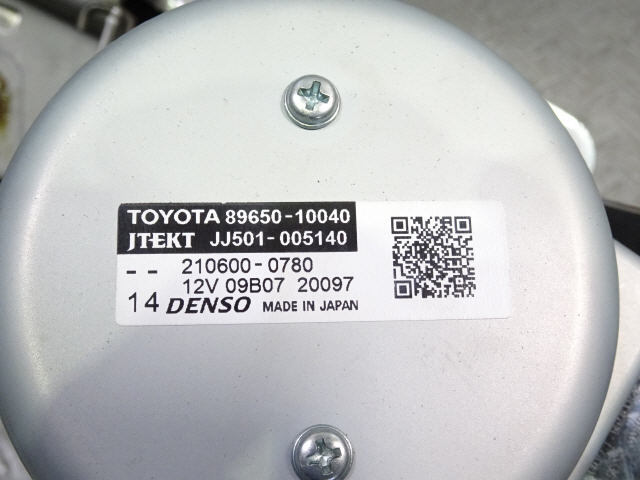 TOYOTA 89650-10040
JTEKT JJ501-005140
-- 210600-0780
12V 09B07 20097
14 DENSO MADE IN JAPAN